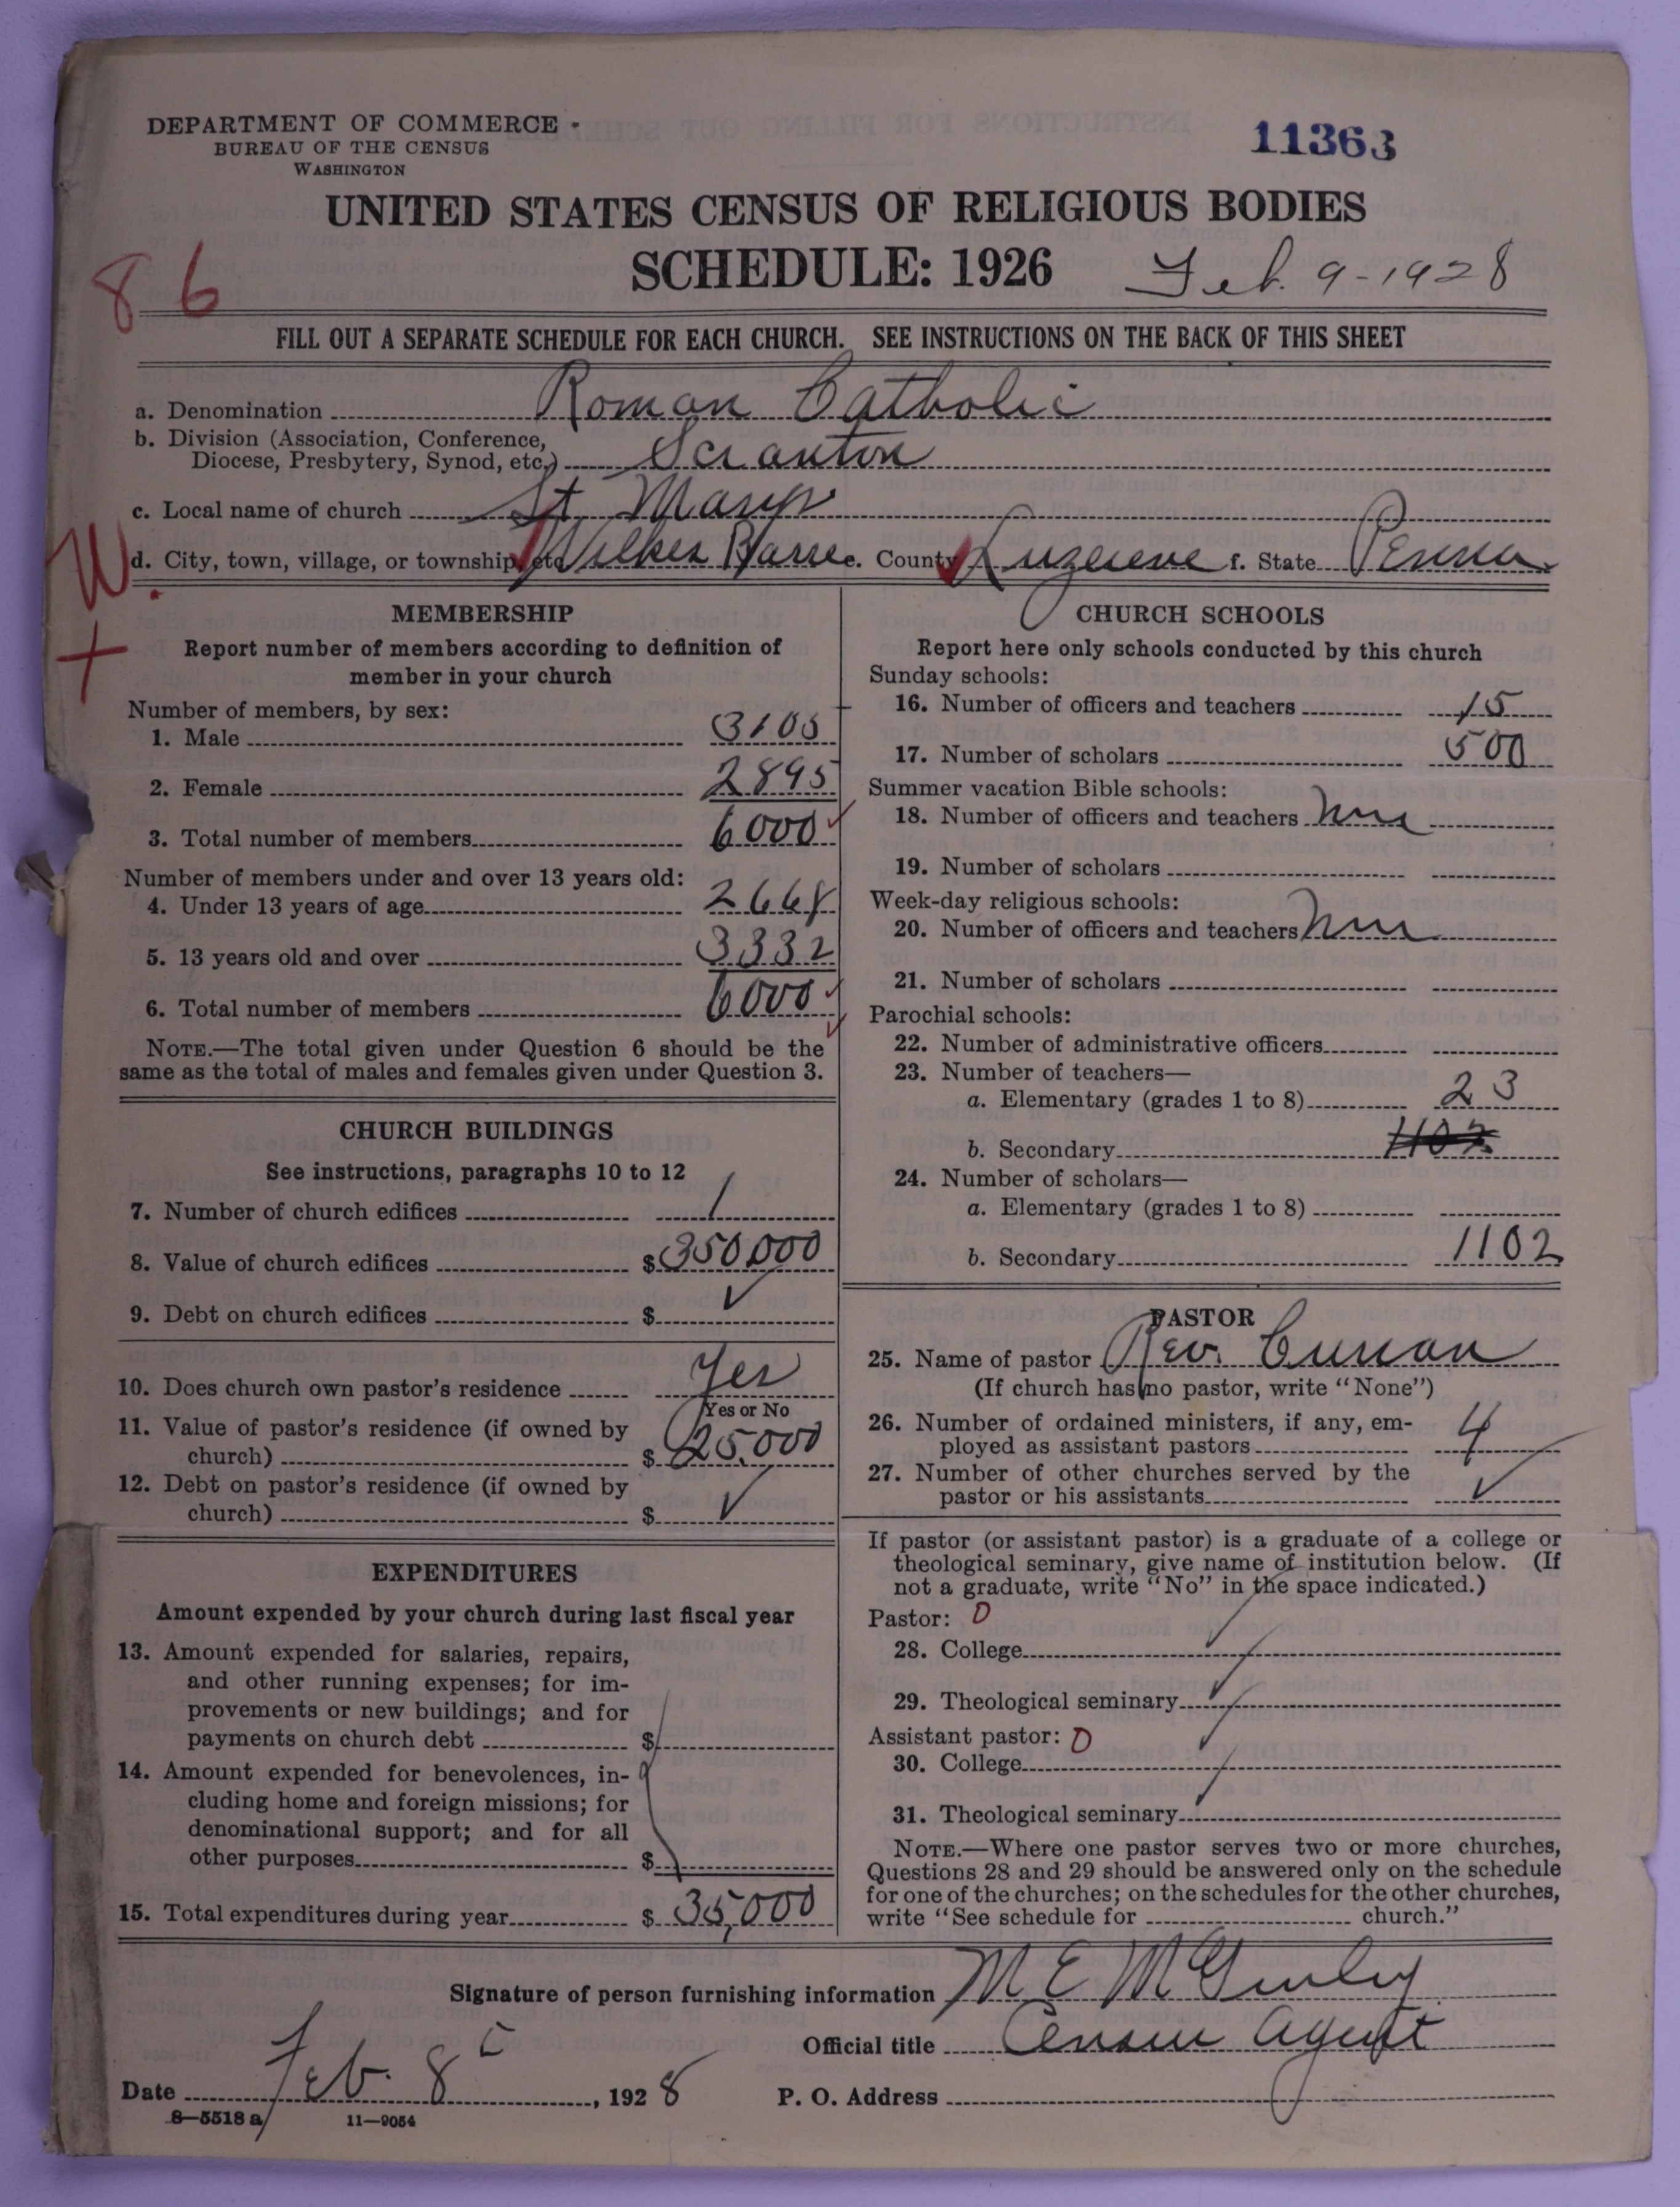 DEPARTMENT OF COMMERCE
BUREAU OF THE CENSUS
WASHINGTON
11363
UNITED STATES CENSUS OF RELIGIOUS BODIES
SCHEDULE: 1926 Feb. 9-1928
86
FILL OUT A SEPARATE SCHEDULE FOR EACH CHURCH. SEE INSTRUCTIONS ON THE BACK OF THIS SHEET
a. Denomination Roman Catholic
b. Division (Association, Conference,
Diocese, Presbytery, Synod, etc.) Scranton
c. Local name of church St Marys
W.
d. City, town, village, or township, etc Wilkes Barre e. County Luzerne f. State Penna.
+
MEMBERSHIP
Report number of members according to definition of
member in your church
Number of members, by sex:
1. Male 3105
2. Female 2895
3. Total number of members 6000 ✓
Number of members under and over 13 years old:
4. Under 13 years of age 2668
5. 13 years old and over 3332
6. Total number of members 6000 ✓
NOTE.—The total given under Question 6 should be the
same as the total of males and females given under Question 3.
CHURCH BUILDINGS
See instructions, paragraphs 10 to 12
7. Number of church edifices 1
8. Value of church edifices $350,000
9. Debt on church edifices $ ✓
10. Does church own pastor's residence Yes
Yes or No
11. Value of pastor's residence (if owned by
church) $ 25,000
12. Debt on pastor's residence (if owned by
church) $ ✓
EXPENDITURES
Amount expended by your church during last fiscal year
13. Amount expended for salaries, repairs,
and other running expenses; for im-
provements or new buildings; and for
payments on church debt $
14. Amount expended for benevolences, in-
cluding home and foreign missions; for
denominational support; and for all
other purposes $
15. Total expenditures during year $ 35,000
CHURCH SCHOOLS
Report here only schools conducted by this church
Sunday schools:
16. Number of officers and teachers 15
17. Number of scholars 500
Summer vacation Bible schools:
18. Number of officers and teachers None
19. Number of scholars
Week-day religious schools:
20. Number of officers and teachers None
21. Number of scholars
Parochial schools:
22. Number of administrative officers
23. Number of teachers—
a. Elementary (grades 1 to 8) 23
b. Secondary 1102
24. Number of scholars—
a. Elementary (grades 1 to 8)
b. Secondary 1102
PASTOR
25. Name of pastor Rev. Curran
(If church has no pastor, write "None")
26. Number of ordained ministers, if any, em-
ployed as assistant pastors 4
27. Number of other churches served by the
pastor or his assistants ✓
If pastor (or assistant pastor) is a graduate of a college or
theological seminary, give name of institution below. (If
not a graduate, write "No" in the space indicated.)
Pastor: 0
28. College ✓
29. Theological seminary ✓
Assistant pastor: 0
30. College ✓
31. Theological seminary ✓
NOTE.—Where one pastor serves two or more churches,
Questions 28 and 29 should be answered only on the schedule
for one of the churches; on the schedules for the other churches,
write "See schedule for church."
Signature of person furnishing information M E McGinley
Official title Census Agent
Date Feb. 8, 1928 P. O. Address
8—5518 a 11—9054